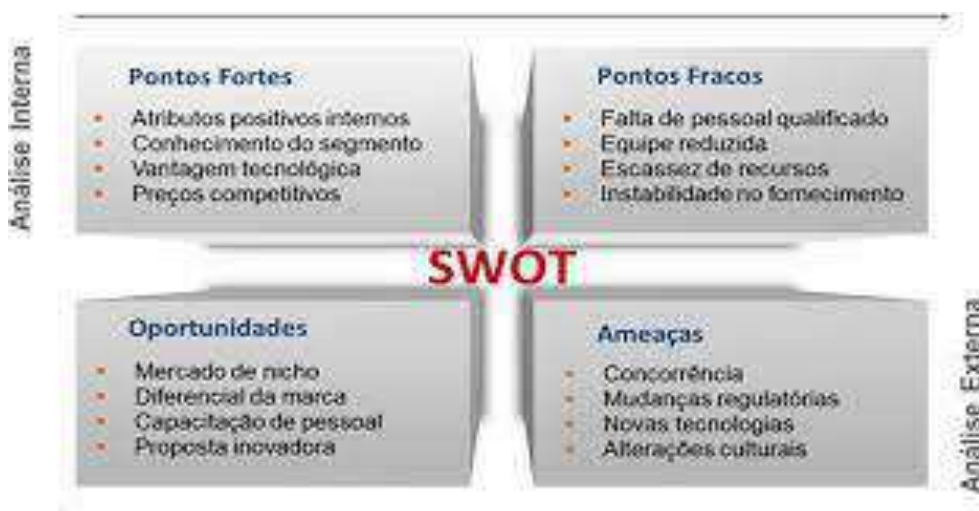 Análise Interna
Pontos Fortes
Atributos positivos internos
Conhecimento do segmento
Vantagem tecnológica
Preços competitivos
Pontos Fracos
Falta de pessoal qualificado
Equipe reduzida
Escassez de recursos
Instabilidade no fornecimento
SWOT
Oportunidades
Mercado de nicho
Diferencial da marca
Capacitação de pessoal
Proposta inovadora
Ameaças
Concorrência
Mudanças regulatórias
Novas tecnologias
Alterações culturais
Análise Externa